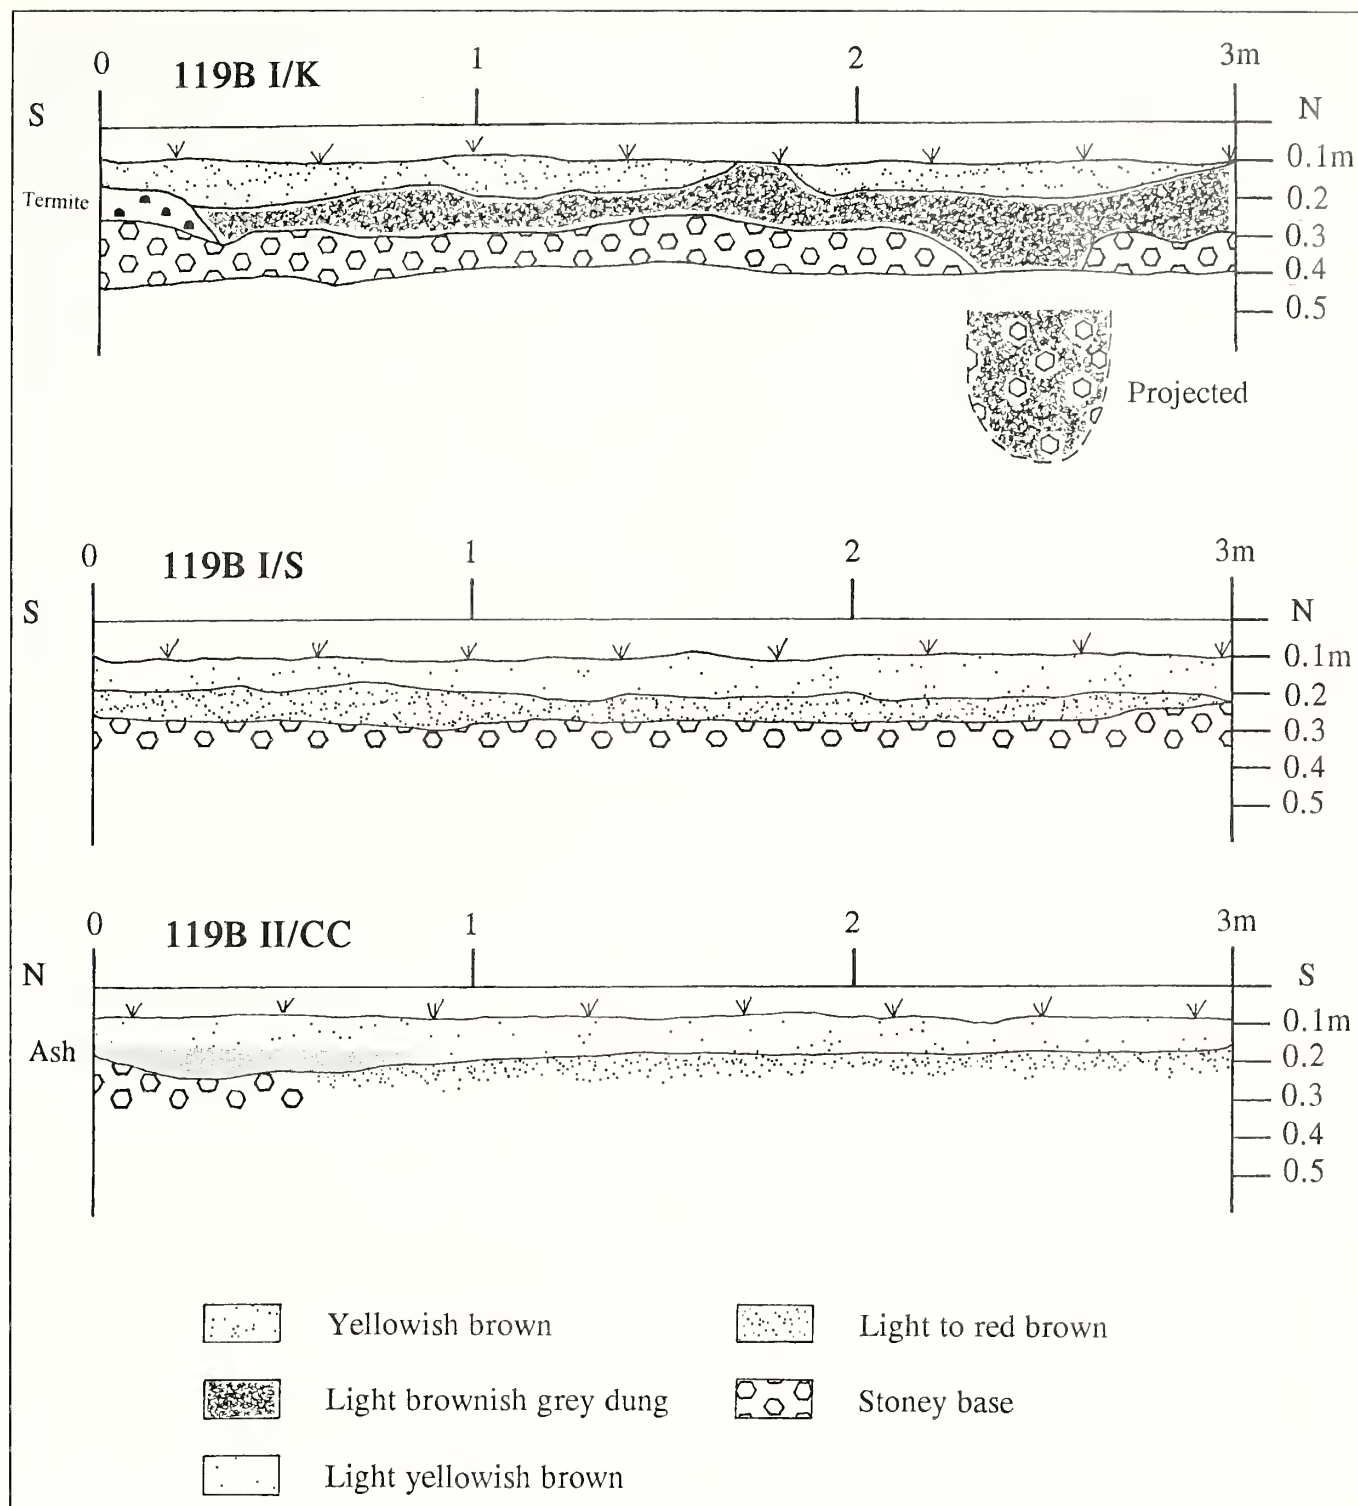 0 119B I/K 1 2 3m
S N
0.1m
Termite 0.2
0.3
0.4
0.5
Projected
0 119B I/S 1 2 3m
S N
0.1m
0.2
0.3
0.4
0.5
0 119B II/CC 1 2 3m
N S
0.1m
Ash 0.2
0.3
0.4
0.5
Yellowish brown Light to red brown
Light brownish grey dung Stoney base
Light yellowish brown